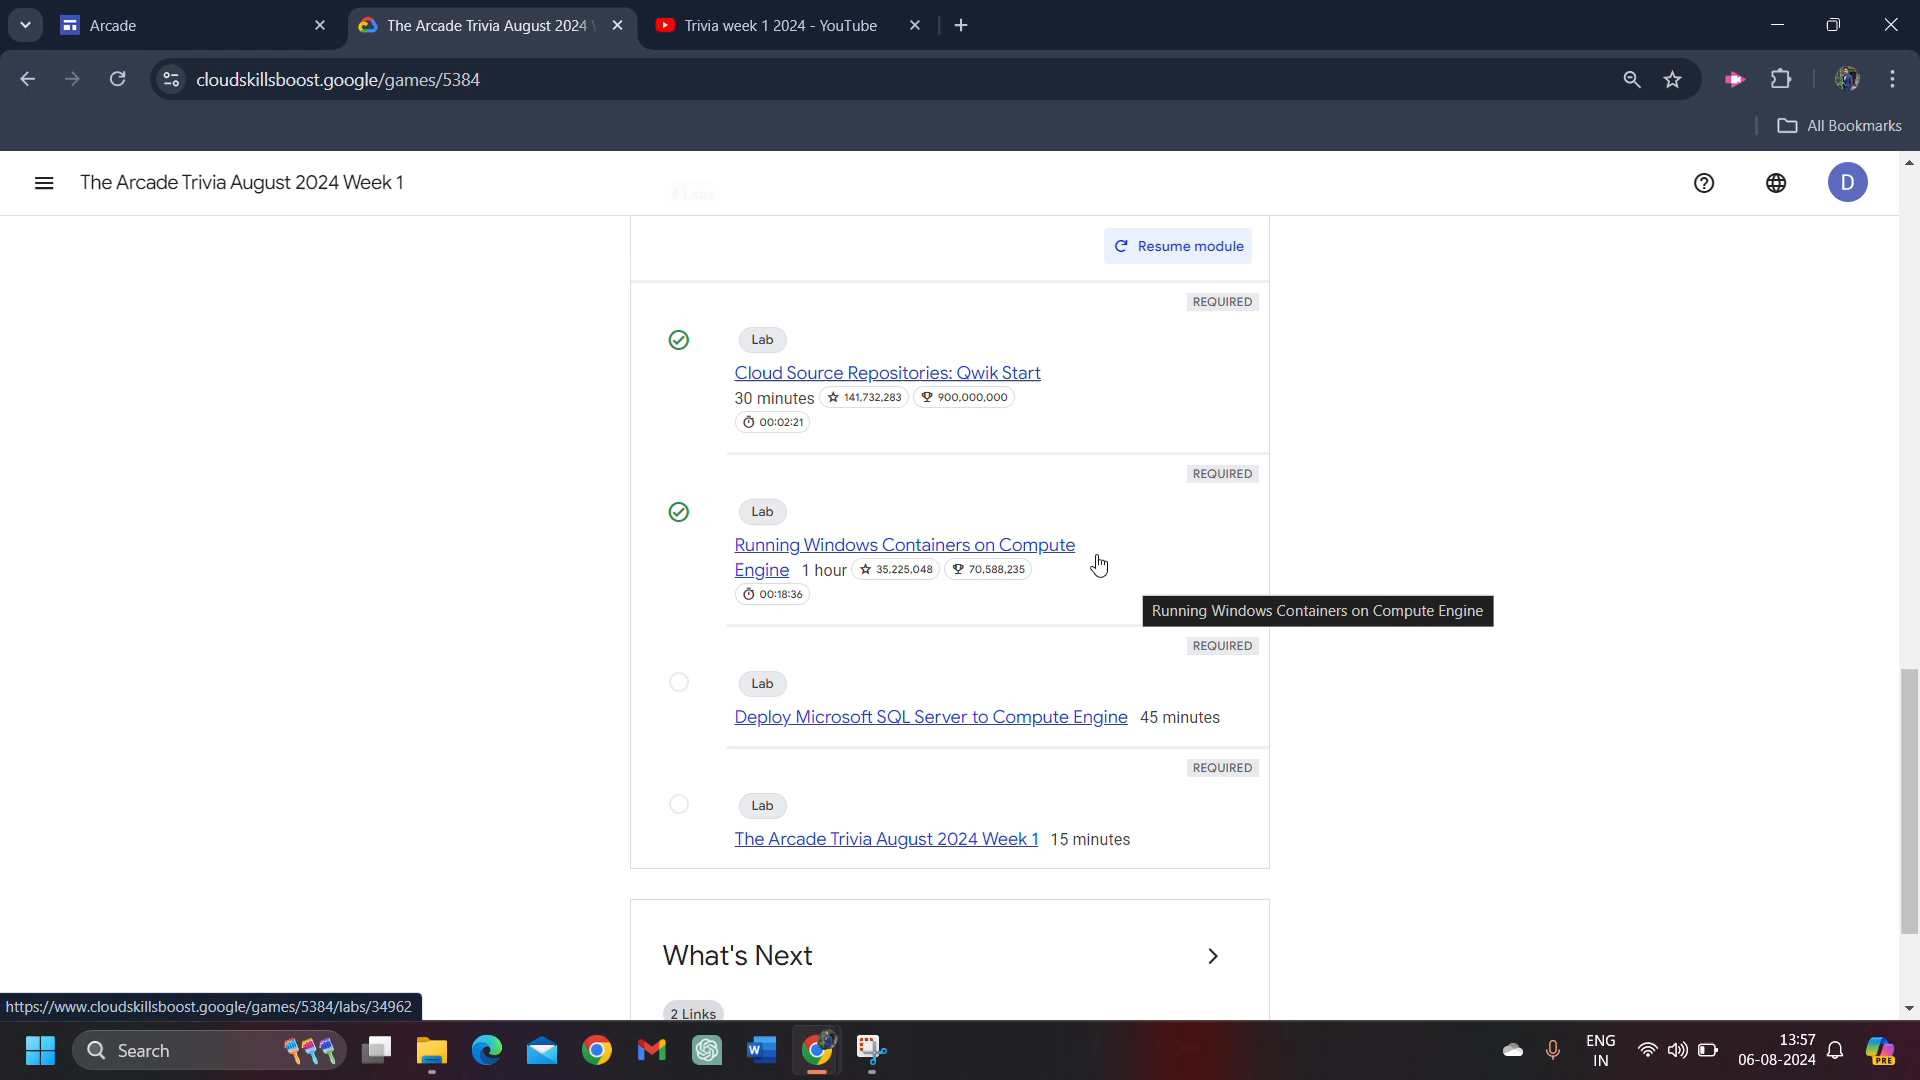 Arcade
The Arcade Trivia August 2024
Trivia week 1 2024 - YouTube
cloudskillsboost.google/games/5384
All Bookmarks
The Arcade Trivia August 2024 Week 1
D
4 Labs
Resume module
REQUIRED
Lab
Cloud Source Repositories: Qwik Start
30 minutes 141,732,283 900,000,000
00:02:21
REQUIRED
Lab
Running Windows Containers on Compute
Engine 1 hour 35,225,048 70,588,235
00:18:36
Running Windows Containers on Compute Engine
REQUIRED
Lab
Deploy Microsoft SQL Server to Compute Engine 45 minutes
REQUIRED
Lab
The Arcade Trivia August 2024 Week 1 15 minutes
What's Next
2 Links
https://www.cloudskillsboost.google/games/5384/labs/34962
Search
W
ENG
IN
13:57
06-08-2024
PRE